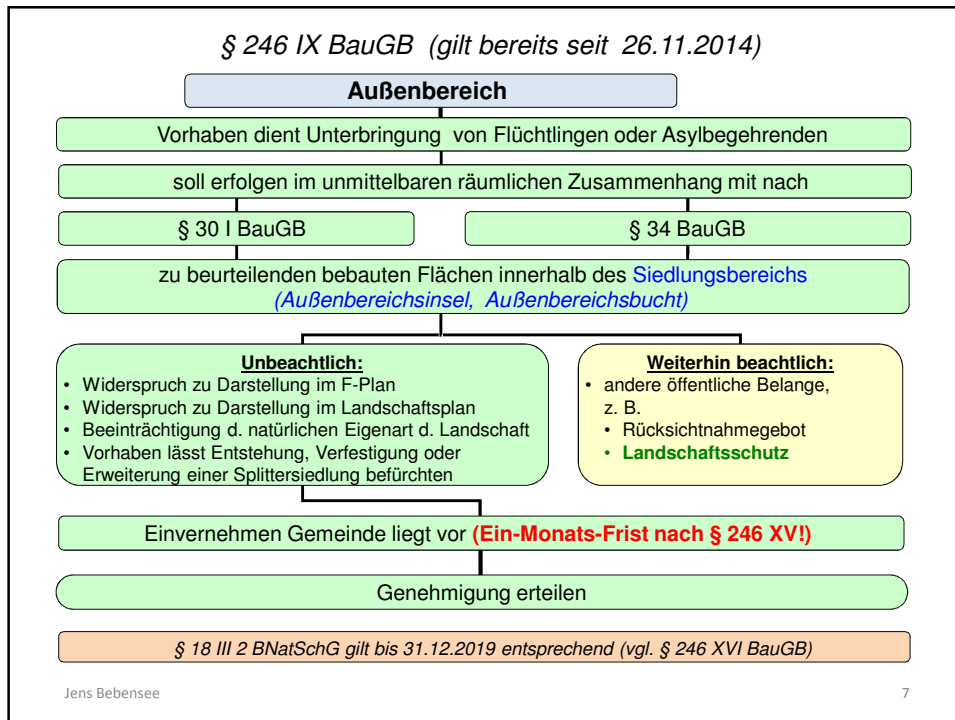 § 246 IX BauGB (gilt bereits seit 26.11.2014)
Außenbereich
Vorhaben dient Unterbringung von Flüchtlingen oder Asylbegehrenden
soll erfolgen im unmittelbaren räumlichen Zusammenhang mit nach
§ 30 I BauGB
§ 34 BauGB
zu beurteilenden bebauten Flächen innerhalb des Siedlungsbereichs
(Außenbereichsinsel, Außenbereichsbucht)
Unbeachtlich:
• Widerspruch zu Darstellung im F-Plan
• Widerspruch zu Darstellung im Landschaftsplan
• Beeinträchtigung d. natürlichen Eigenart d. Landschaft
• Vorhaben lässt Entstehung, Verfestigung oder
Erweiterung einer Splittersiedlung befürchten
Weiterhin beachtlich:
• andere öffentliche Belange,
z. B.
• Rücksichtnahmegebot
• Landschaftsschutz
Einvernehmen Gemeinde liegt vor (Ein-Monats-Frist nach § 246 XV!)
Genehmigung erteilen
§ 18 III 2 BNatSchG gilt bis 31.12.2019 entsprechend (vgl. § 246 XVI BauGB)
Jens Bebensee
7